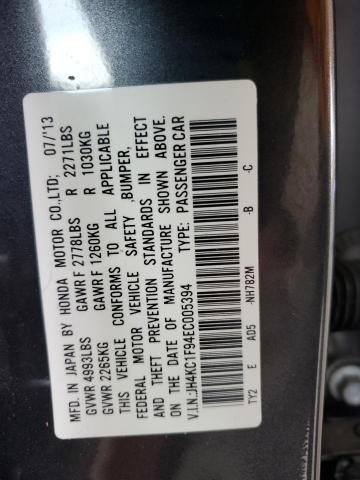 MFD. IN JAPAN BY HONDA MOTOR CO.,LTD; 07/'13
GVWR 4993LBS GAWR F 2778LBS R 2271LBS
GVWR 2265KG GAWR F 1260KG R 1030KG
THIS VEHICLE CONFORMS TO ALL APPLICABLE
FEDERAL MOTOR VEHICLE SAFETY ,BUMPER,
AND THEFT PREVENTION STANDARDS IN EFFECT
ON THE DATE OF MANUFACTURE SHOWN ABOVE.
V.I.N.:JH4KC1F94EC005394 TYPE: PASSENGER CAR
TY2 E AD5 -NH782M -B -C